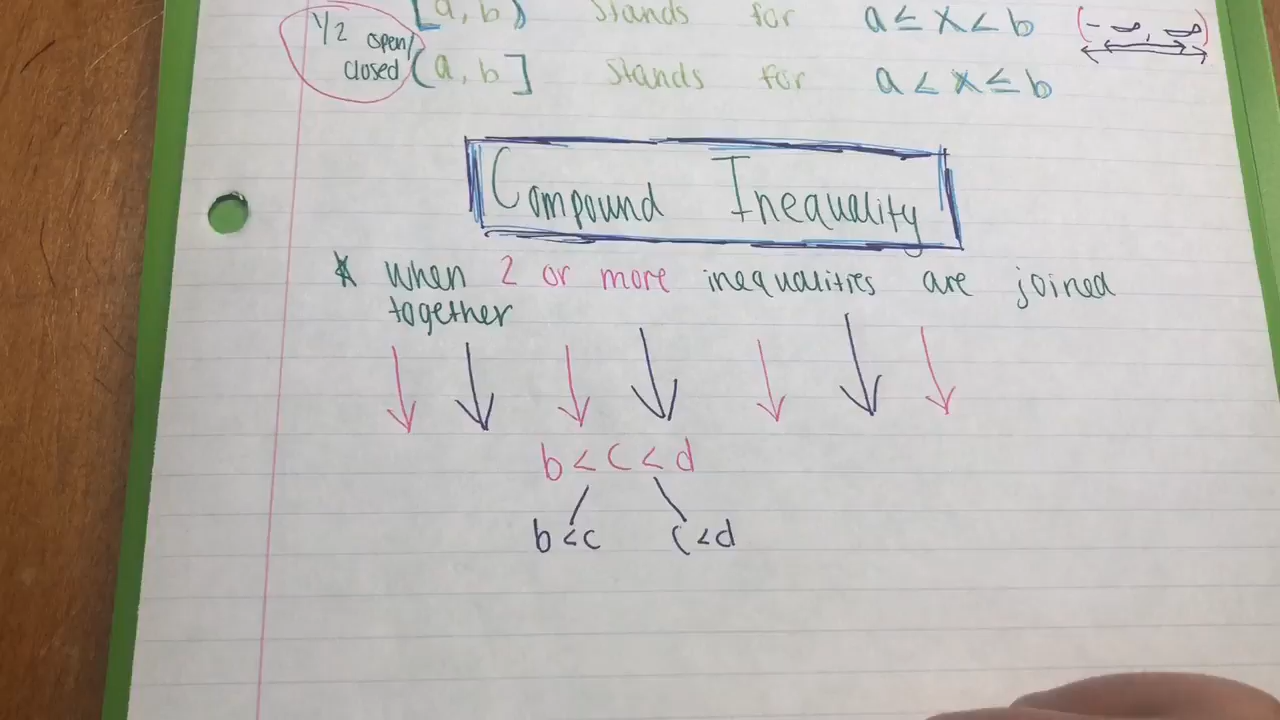 [a, b) Stands for a ≤ x < b
(-∞, ∞)
1/2 open/
closed
(a, b] Stands for a < x ≤ b
Compound Inequality
* when 2 or more inequalities are joined
together
b < c < d
b < c c < d